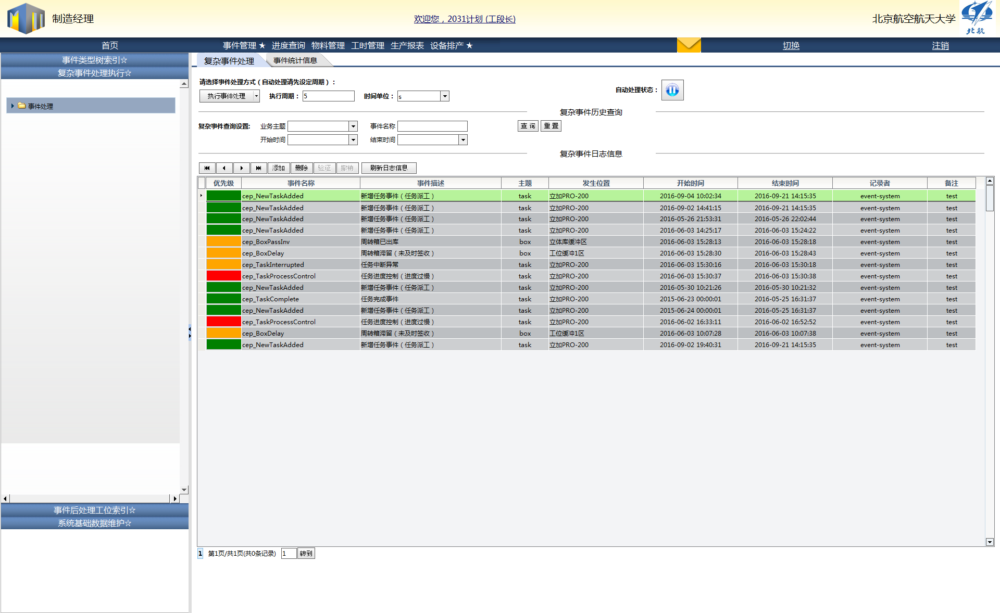 制造经理
欢迎您，2031计划 (工段长)
北京航空航天大学
北航
首页 事件管理★ 进度查询 物料管理 工时管理 生产报表 设备排产★ 切换 注销
事件类型树索引☆
复杂事件处理执行☆
事件处理
事件后处理工位索引☆
系统基础数据维护☆
复杂事件处理 事件统计信息
请选择事件处理方式（自动处理请先设定周期）：
执行事件处理 执行周期： 5 时间单位： s 自动处理状态：
复杂事件历史查询
复杂事件查询设置: 业务主题 事件名称 查 询 重 置
开始时间 结束时间
复杂事件日志信息
添加 删除 验证 撤销 刷新日志信息
优先级 事件名称 事件描述 主题 发生位置 开始时间 结束时间 记录者 备注
cep_NewTaskAdded 新增任务事件（任务派工） task 立加PRO-200 2016-09-04 10:02:34 2016-09-21 14:15:35 event-system test
cep_NewTaskAdded 新增任务事件（任务派工） task 立加PRO-200 2016-09-02 14:41:15 2016-09-21 14:15:35 event-system test
cep_NewTaskAdded 新增任务事件（任务派工） task 立加PRO-200 2016-05-26 21:53:31 2016-05-26 22:02:44 event-system test
cep_NewTaskAdded 新增任务事件（任务派工） task 立加PRO-200 2016-06-03 14:25:17 2016-06-03 15:24:22 event-system test
cep_BoxPassInv 周转箱已出库 box 立体库缓冲区 2016-06-03 15:28:13 2016-06-03 15:28:18 event-system test
cep_BoxDelay 周转箱滞留（未及时签收） box 工位缓冲1区 2016-06-03 15:28:30 2016-06-03 15:28:43 event-system test
cep_TaskInterrupted 任务中断异常 task 立加PRO-200 2016-06-03 15:30:16 2016-06-03 15:30:18 event-system test
cep_TaskProcessControl 任务进度控制（进度过慢） task 立加PRO-200 2016-06-03 15:30:37 2016-06-03 15:30:38 event-system test
cep_NewTaskAdded 新增任务事件（任务派工） task 立加PRO-200 2016-05-30 10:21:26 2016-05-30 10:21:32 event-system test
cep_TaskComplete 任务完成事件 task 立加PRO-200 2015-06-23 00:00:01 2016-05-25 16:31:37 event-system test
cep_NewTaskAdded 新增任务事件（任务派工） task 立加PRO-200 2015-06-24 00:00:01 2016-05-25 16:31:37 event-system test
cep_TaskProcessControl 任务进度控制（进度过慢） task 立加PRO-200 2016-06-02 16:33:11 2016-06-02 16:52:52 event-system test
cep_BoxDelay 周转箱滞留（未及时签收） box 工位缓冲1区 2016-06-03 10:07:28 2016-06-03 10:07:38 event-system test
cep_NewTaskAdded 新增任务事件（任务派工） task 立加PRO-200 2016-09-02 19:40:31 2016-09-21 14:15:35 event-system test
1 第1页/共1页(共0条记录) 1 转到